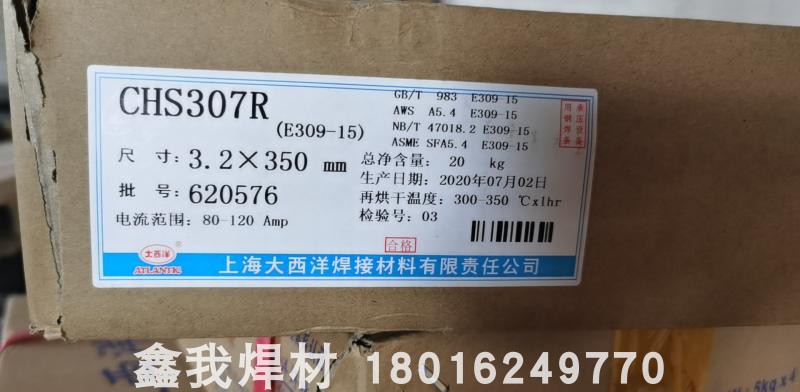 CHS307R
(E309-15)
尺 寸: 3.2×350 mm
批 号: 620576
电流范围: 80-120 Amp
GB/T 983 E309-15
AWS A5.4 E309-15
NB/T 47018.2 E309-15
ASME SFA5.4 E309-15
承压设备
用钢焊条
总净含量: 20 kg
生产日期: 2020年07月02日
再烘干温度: 300-350 ℃x1hr
检验号: 03
合格
大西洋
®
ATLANTIC
上海大西洋焊接材料有限责任公司
鑫我焊材 18016249770
5kg×4